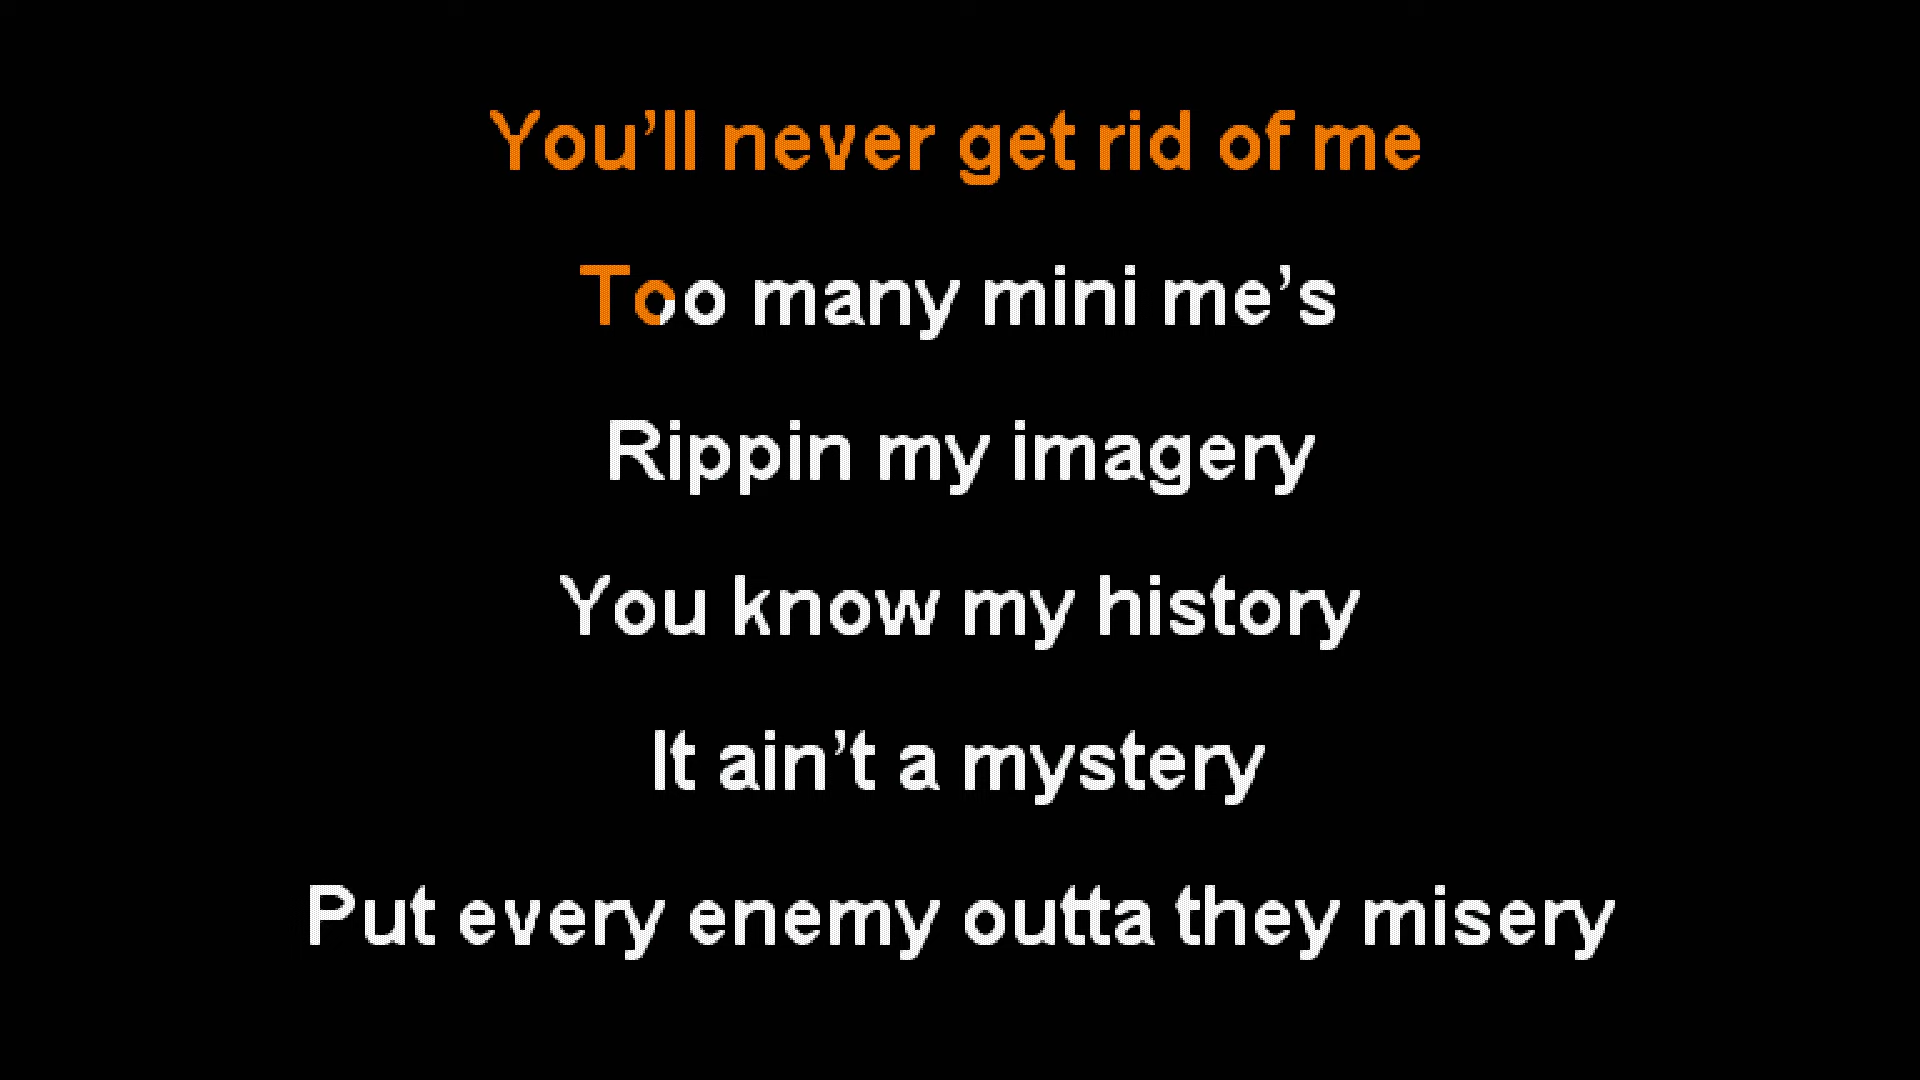 You’ll never get rid of me
Too many mini me’s
Rippin my imagery
You know my history
It ain’t a mystery
Put every enemy outta they misery